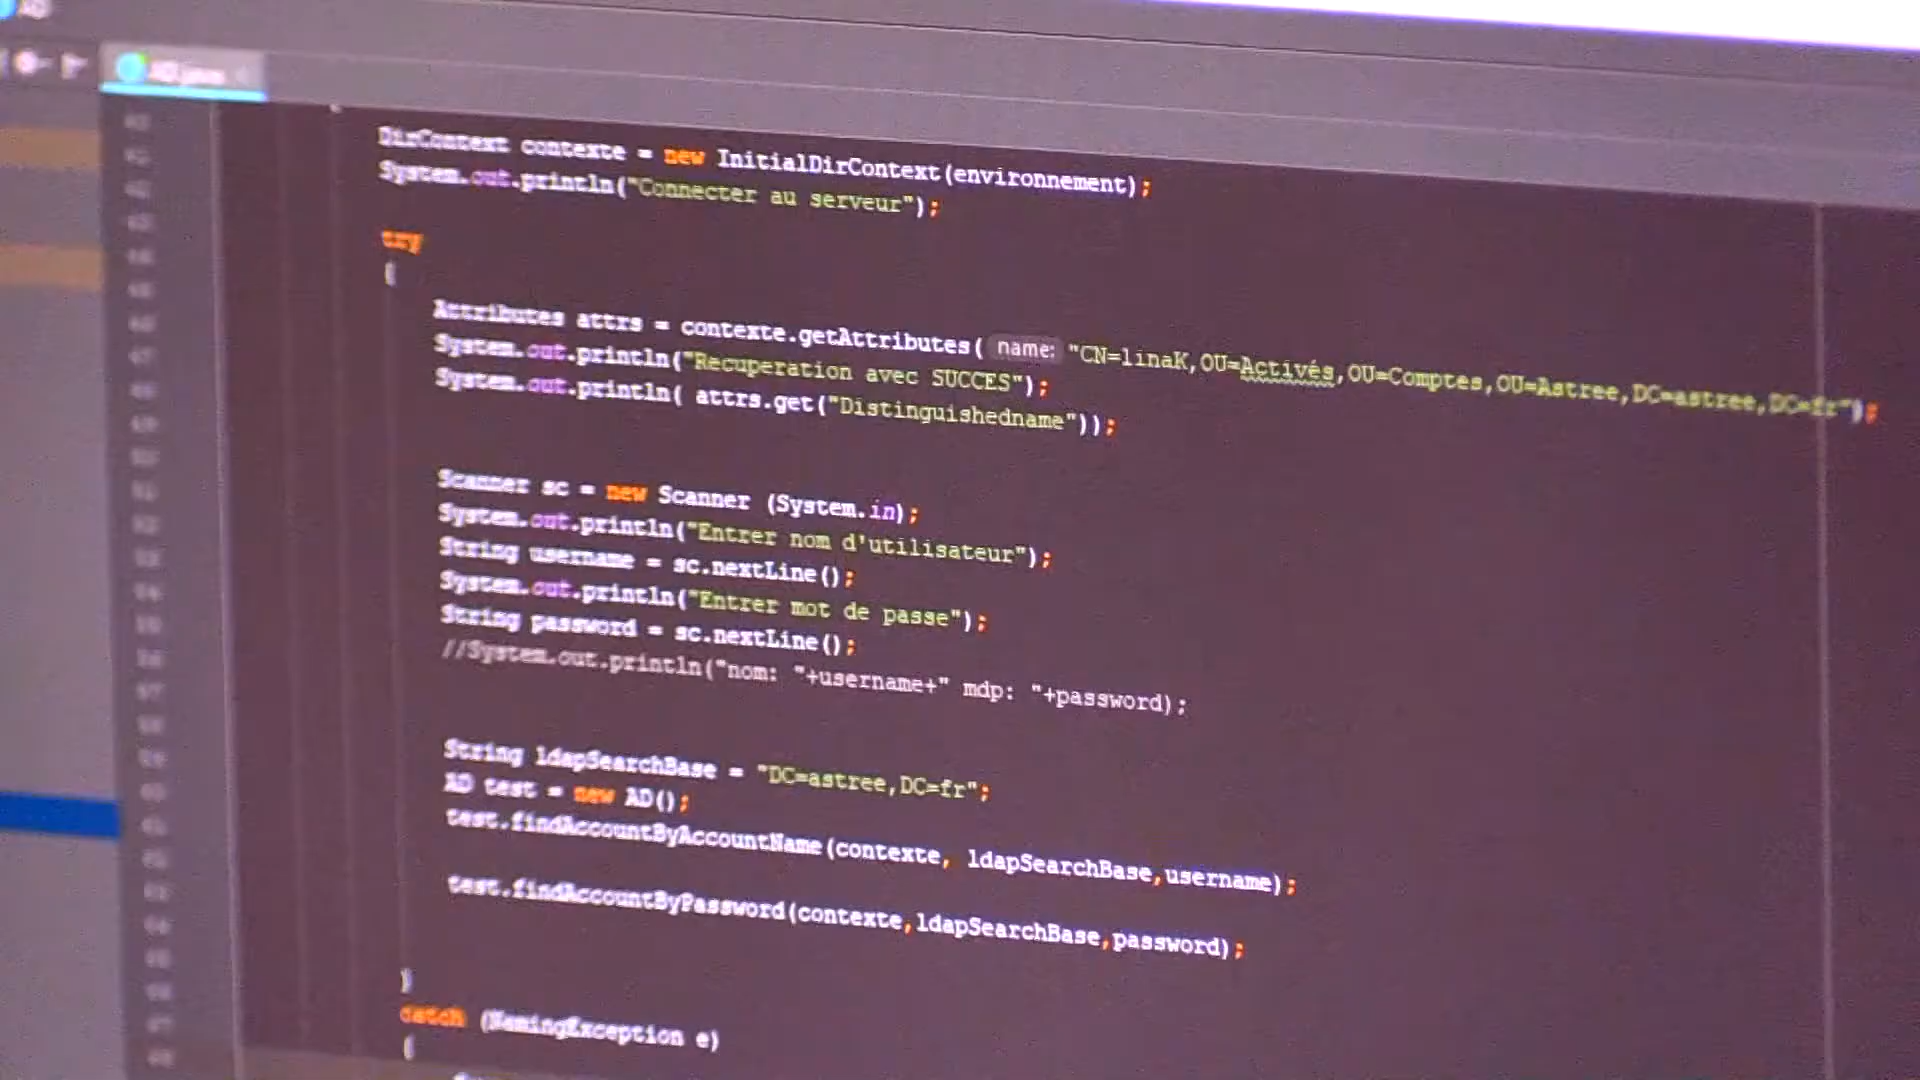 AD
AD.java
DirContext contexte = new InitialDirContext(environnement);
System.out.println("Connecter au serveur");
try
{
Attributes attrs = contexte.getAttributes( name: "CN=linaK,OU=Activés,OU=Comptes,OU=Astree,DC=astree,DC=fr");
System.out.println("Recuperation avec SUCCES");
System.out.println( attrs.get("Distinguishedname"));
Scanner sc = new Scanner (System.in);
System.out.println("Entrer nom d'utilisateur");
String username = sc.nextLine();
System.out.println("Entrer mot de passe");
String password = sc.nextLine();
//System.out.println("nom: "+username+" mdp: "+password);
String ldapSearchBase = "DC=astree,DC=fr";
AD test = new AD();
test.findAccountByAccountName(contexte, ldapSearchBase,username);
test.findAccountByPassword(contexte,ldapSearchBase,password);
}
catch (NamingException e)
{